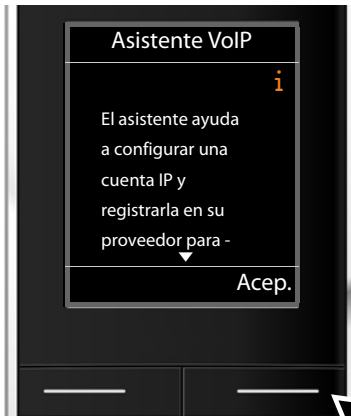 Asistente VoIP
i
El asistente ayuda
a configurar una
cuenta IP y
registrarla en su
proveedor para -
Acep.